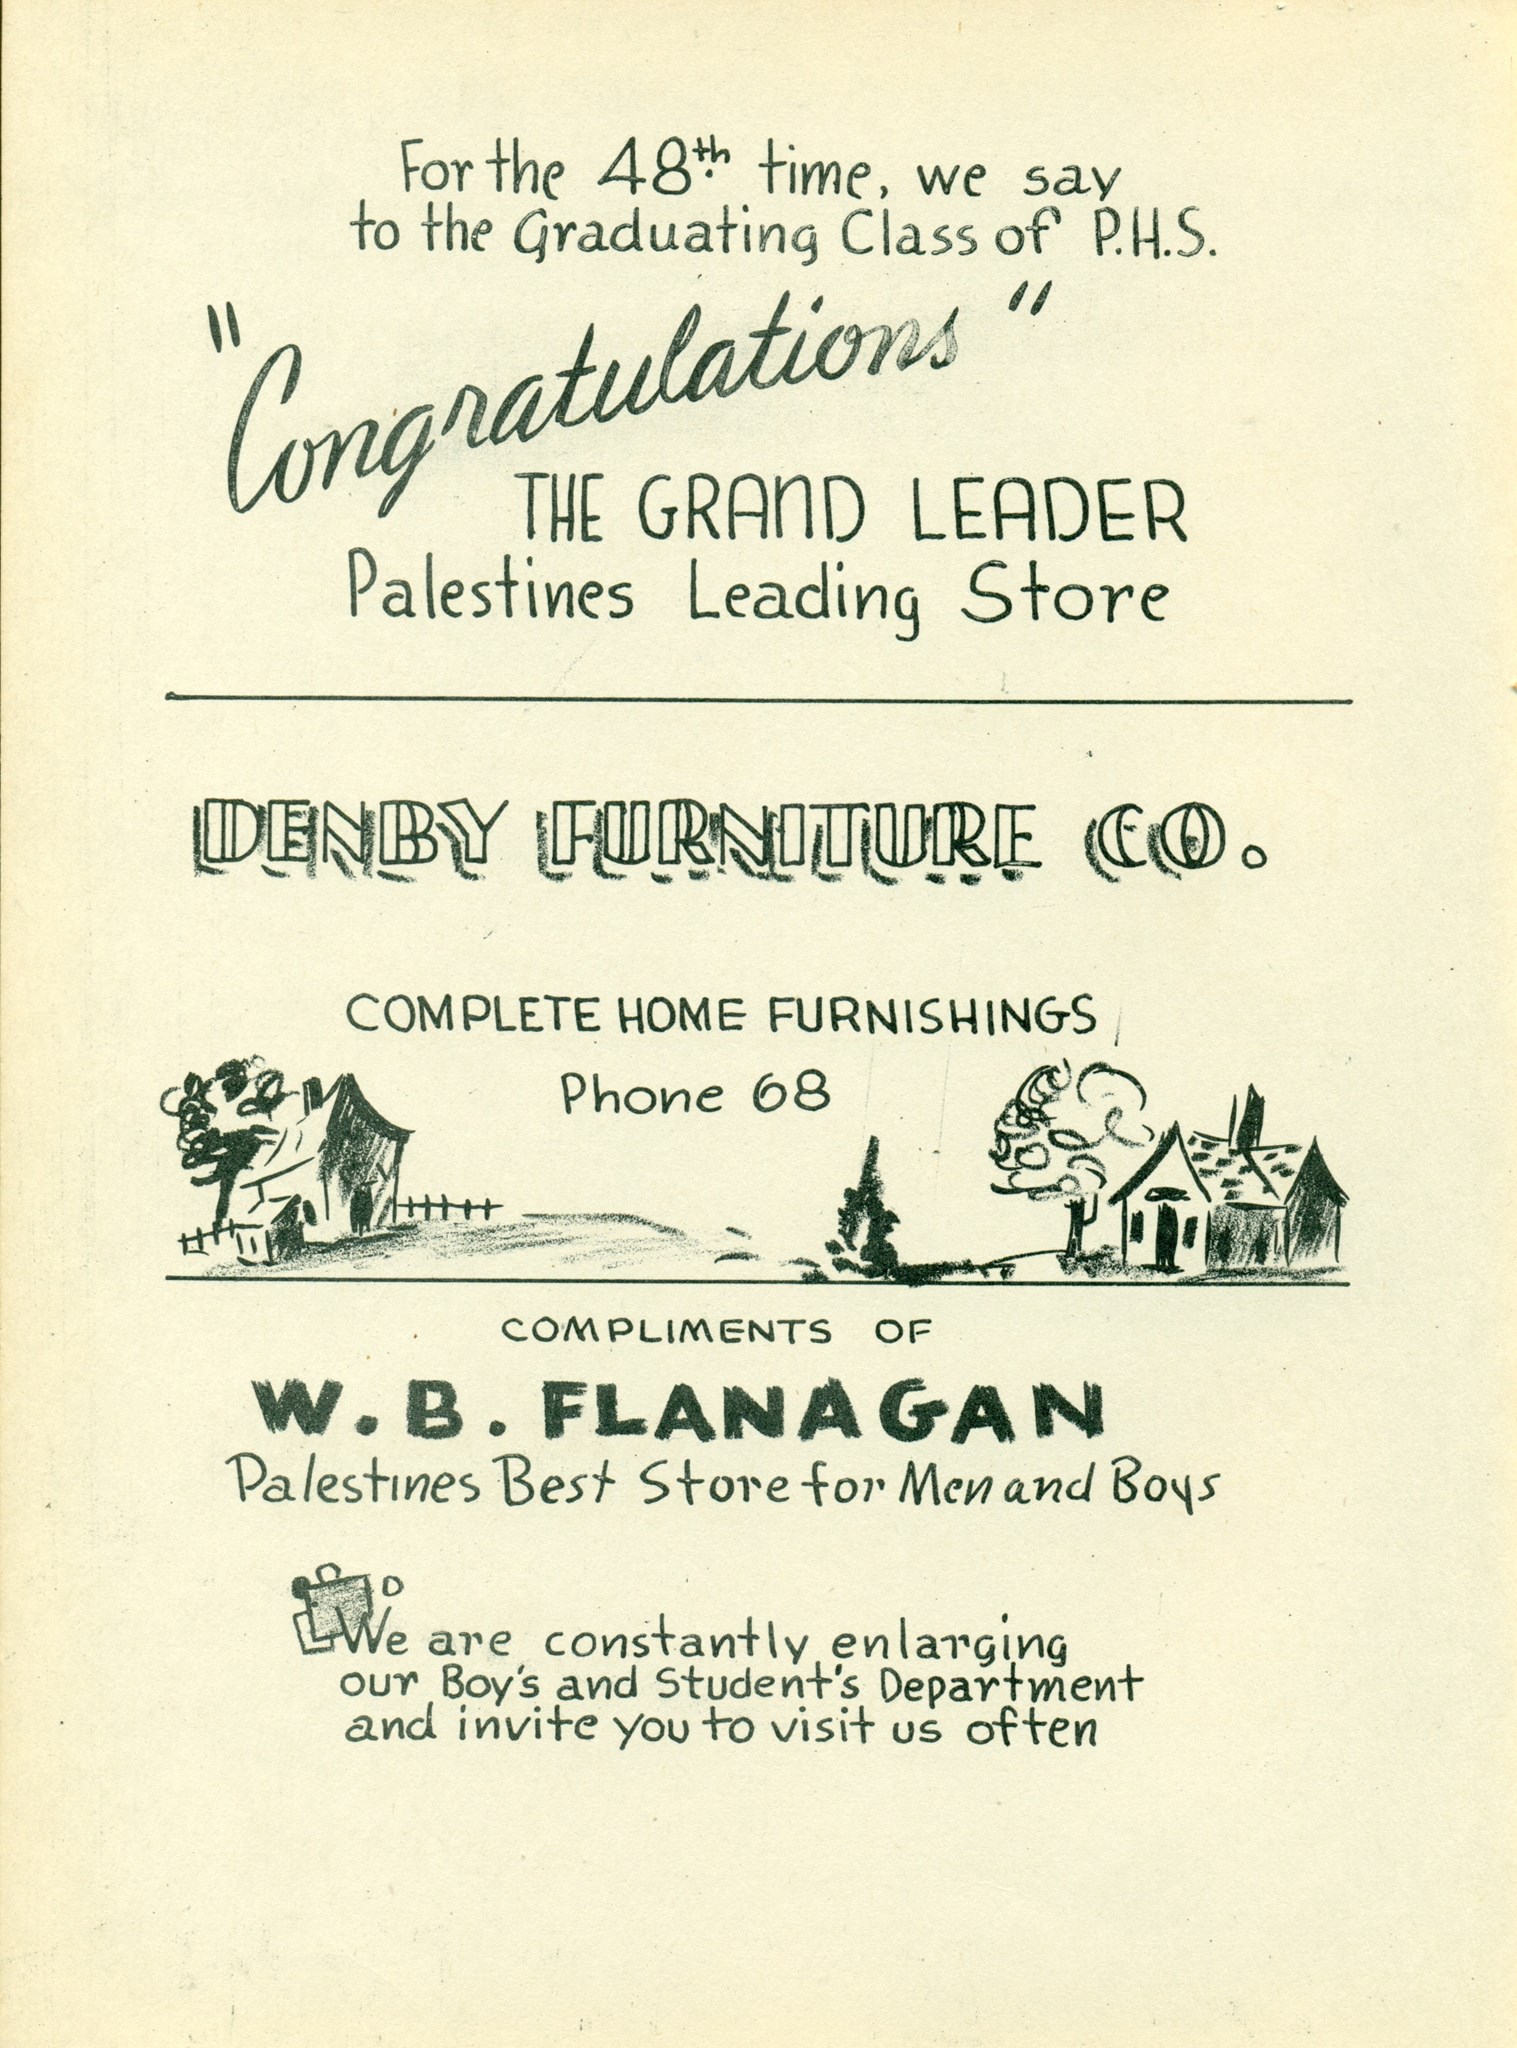 For the 48th. time, we say
to the Graduating Class of P.H.S.
"Congratulations"
THE GRAND LEADER
Palestines Leading Store
DENBY FURNITURE CO.
COMPLETE HOME FURNISHINGS
Phone 68
COMPLIMENTS OF
W. B. FLANAGAN
Palestines Best Store for Men and Boys
We are constantly enlarging
our Boy's and Student's Department
and invite you to visit us often